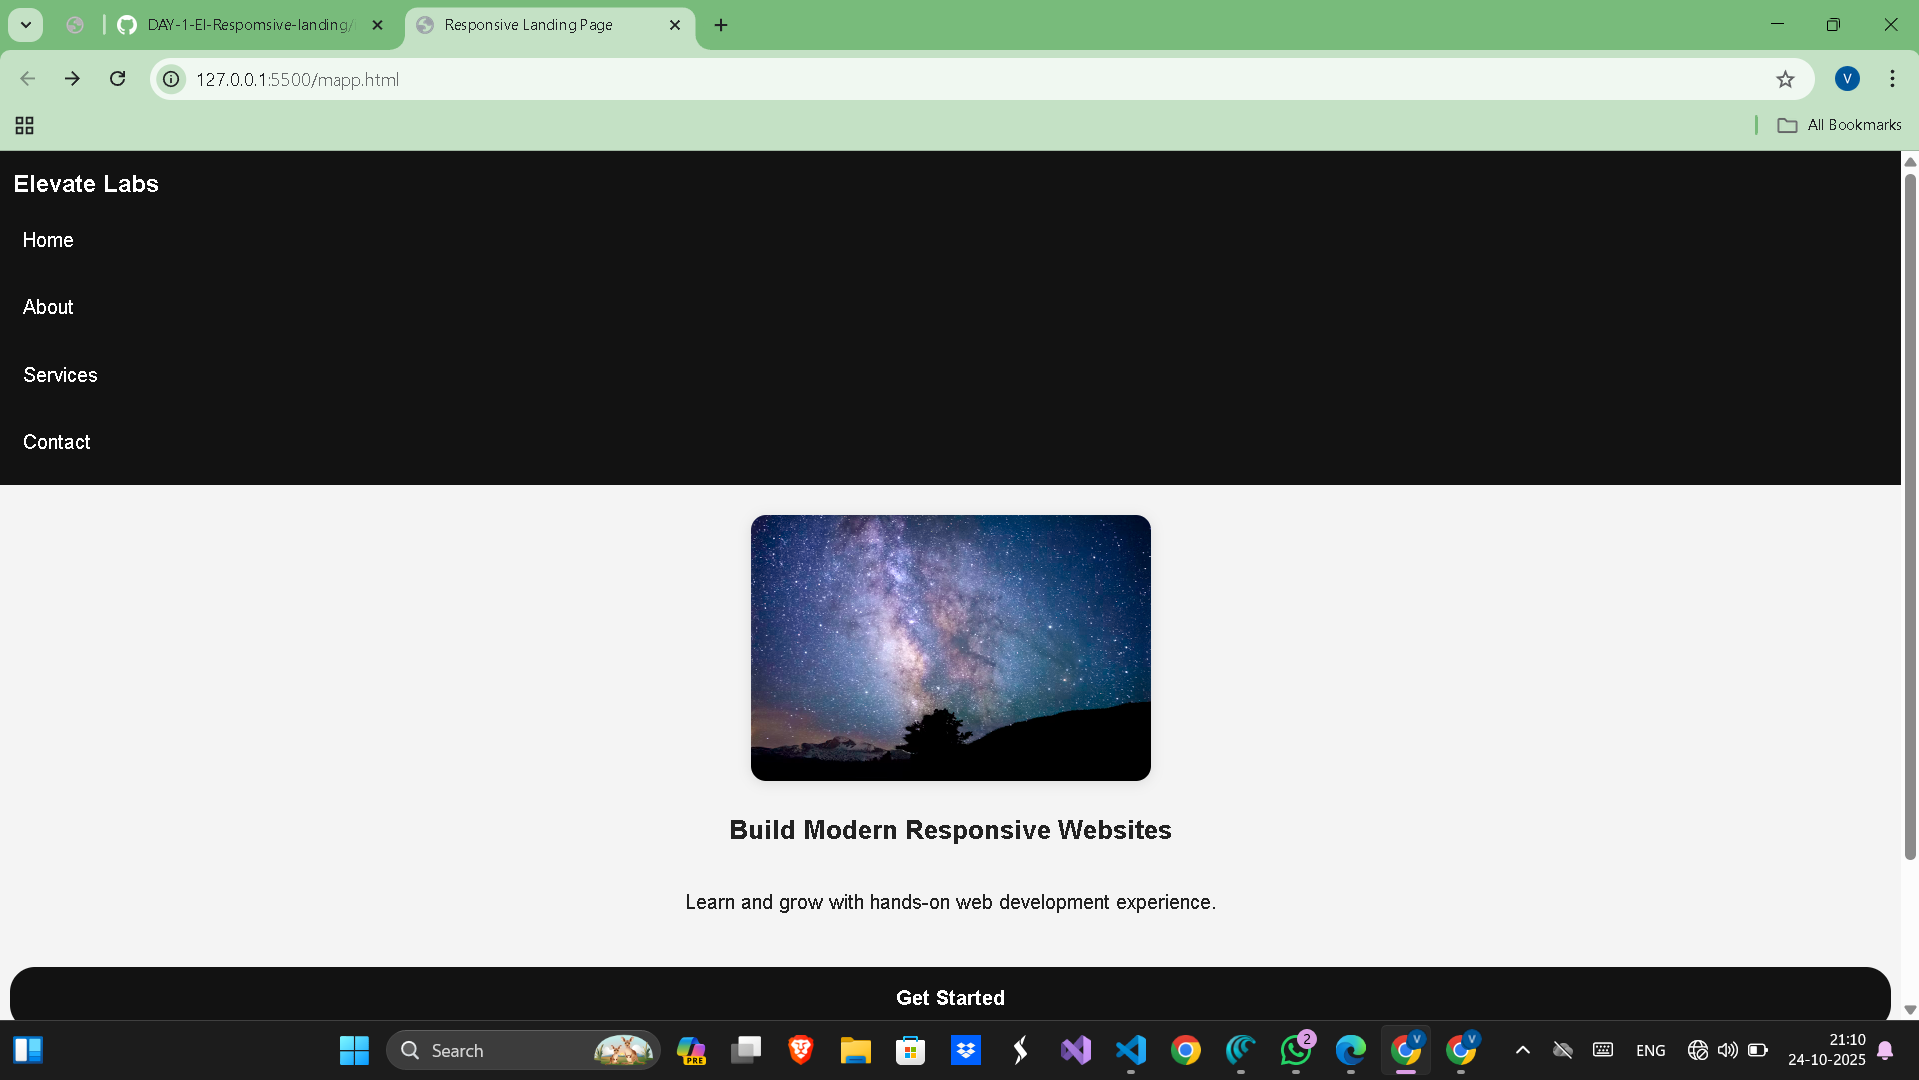 DAY-1-EI-Respomsive-landing/
Responsive Landing Page
127.0.0.1:5500/mapp.html
V
All Bookmarks
Elevate Labs
Home
About
Services
Contact
Build Modern Responsive Websites
Learn and grow with hands-on web development experience.
Get Started
Search
PRE
2
V
V
ENG
21:10
24-10-2025